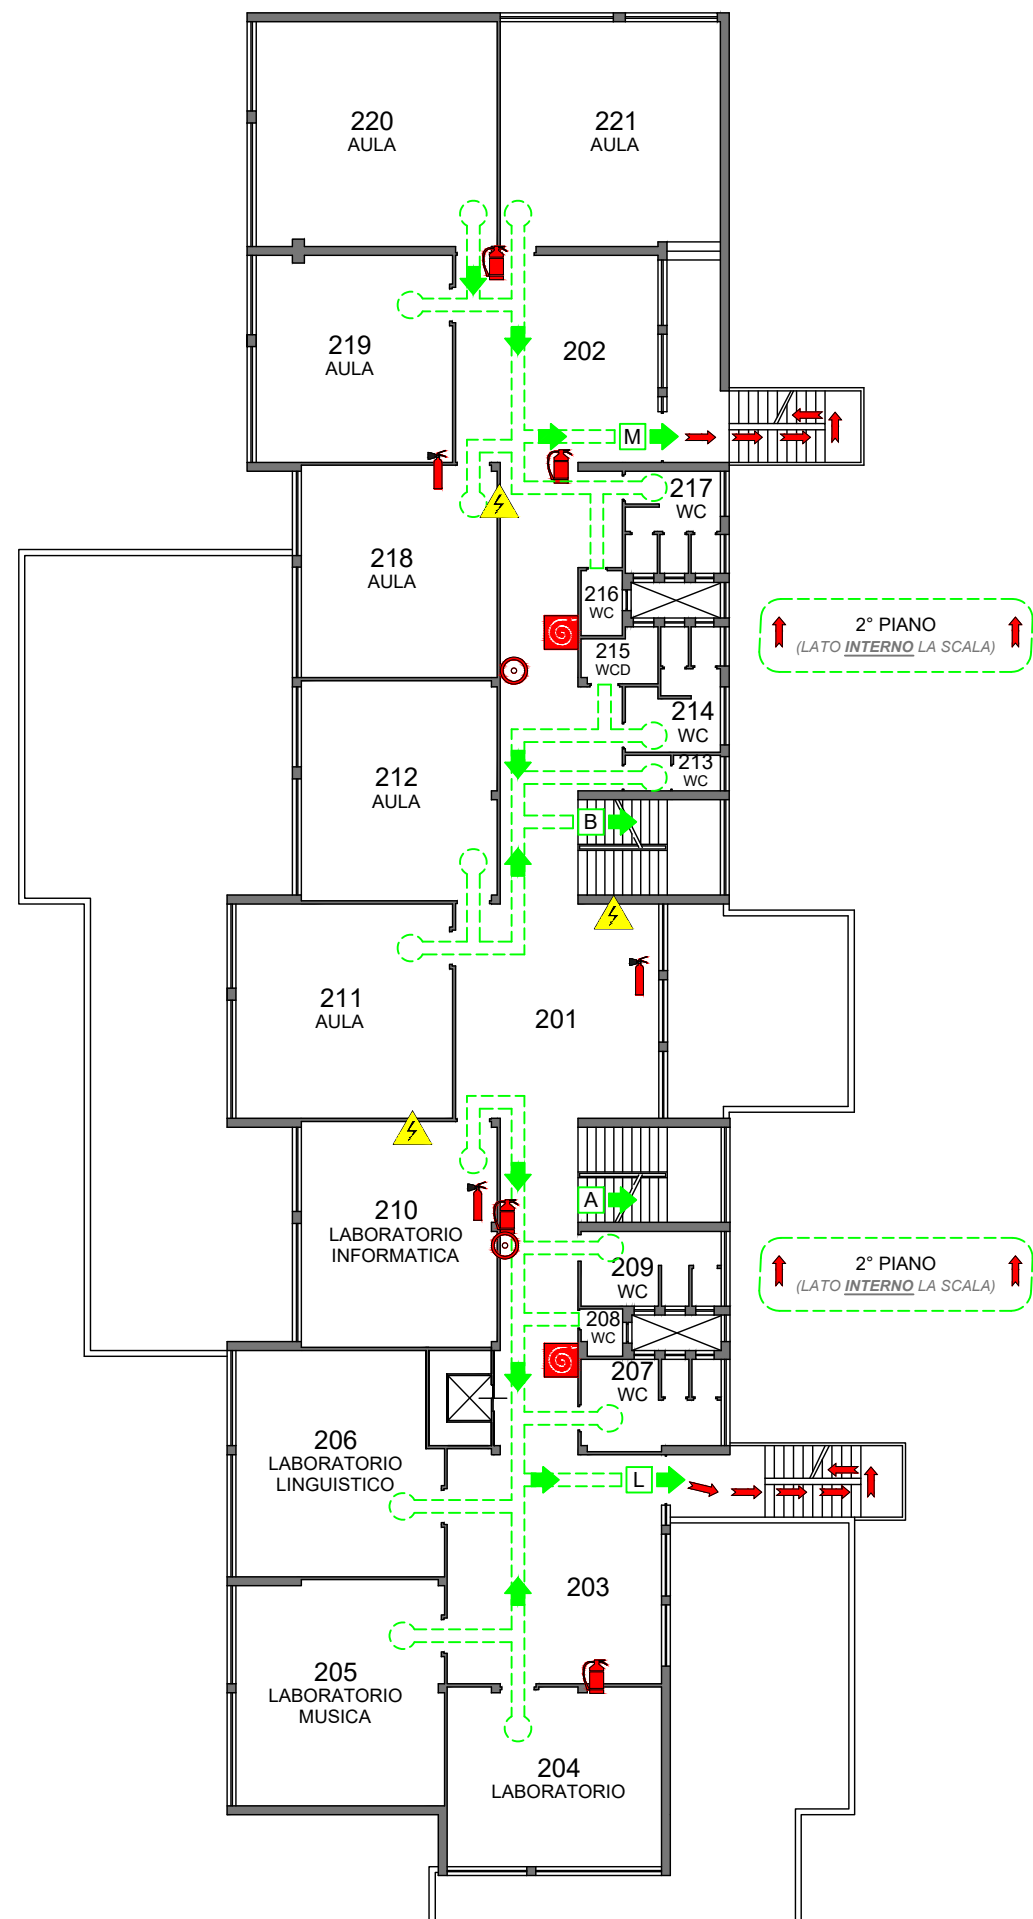 220
AULA
221
AULA
219
AULA
202
M
217
WC
218
AULA
216
WC
215
WCD
2° PIANO
(LATO INTERNO LA SCALA)
214
WC
213
WC
212
AULA
B
211
AULA
201
210
LABORATORIO
INFORMATICA
A
209
WC
2° PIANO
(LATO INTERNO LA SCALA)
208
WC
207
WC
206
LABORATORIO
LINGUISTICO
L
203
205
LABORATORIO
MUSICA
204
LABORATORIO